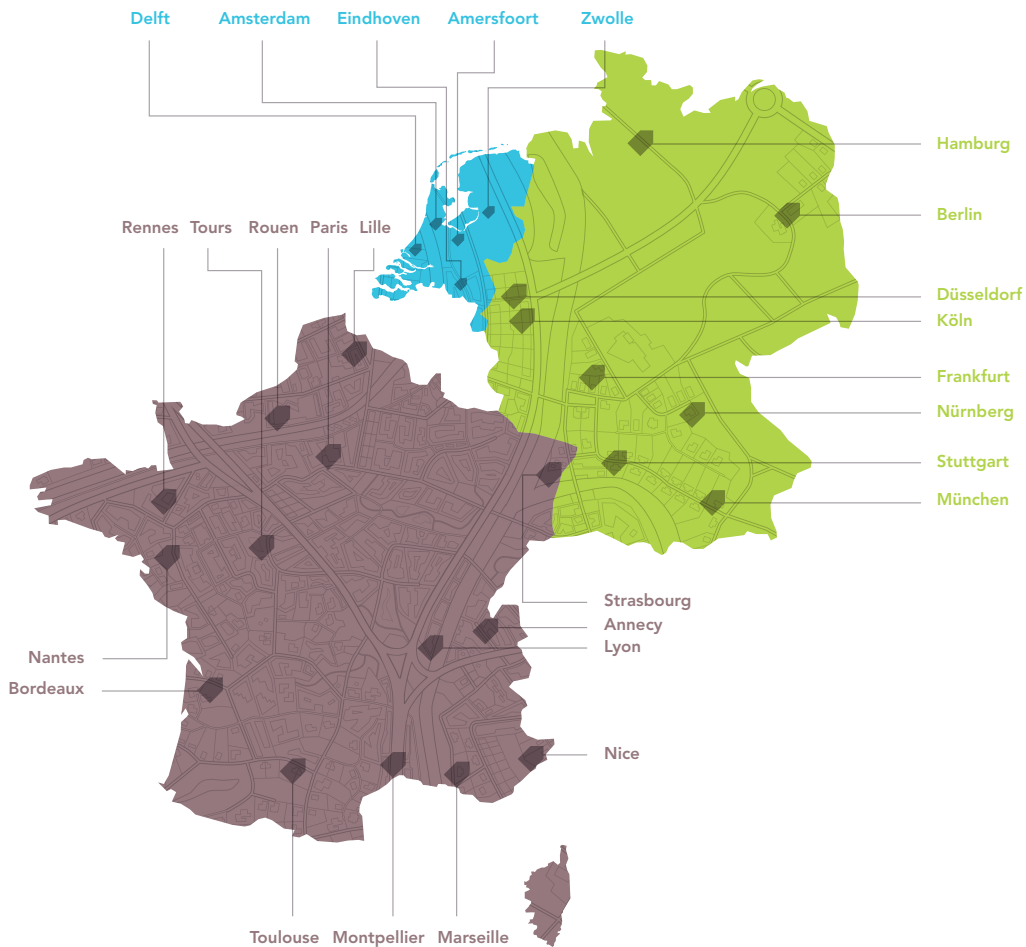 Delft Amsterdam Eindhoven Amersfoort Zwolle
Hamburg
Berlin
Rennes Tours Rouen Paris Lille
Düsseldorf
Köln
Frankfurt
Nürnberg
Stuttgart
München
Strasbourg
Annecy
Lyon
Nantes
Bordeaux
Nice
Toulouse Montpellier Marseille